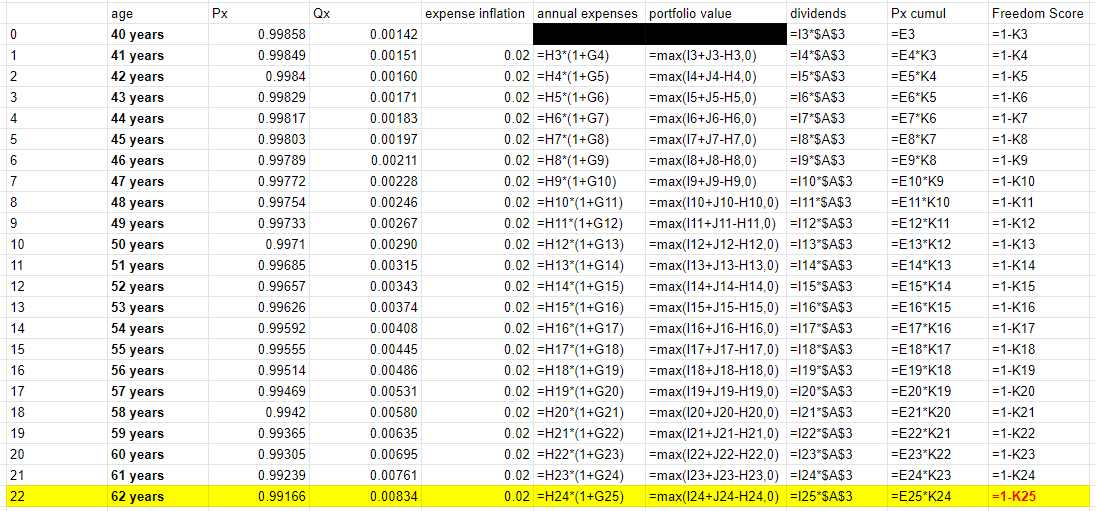 age Px Qx expense inflation annual expenses portfolio value dividends Px cumul Freedom Score
0 40 years 0.99858 0.00142 =I3*$A$3 =E3 =1-K3
1 41 years 0.99849 0.00151 0.02 =H3*(1+G4) =max(I3+J3-H3,0) =I4*$A$3 =E4*K3 =1-K4
2 42 years 0.9984 0.00160 0.02 =H4*(1+G5) =max(I4+J4-H4,0) =I5*$A$3 =E5*K4 =1-K5
3 43 years 0.99829 0.00171 0.02 =H5*(1+G6) =max(I5+J5-H5,0) =I6*$A$3 =E6*K5 =1-K6
4 44 years 0.99817 0.00183 0.02 =H6*(1+G7) =max(I6+J6-H6,0) =I7*$A$3 =E7*K6 =1-K7
5 45 years 0.99803 0.00197 0.02 =H7*(1+G8) =max(I7+J7-H7,0) =I8*$A$3 =E8*K7 =1-K8
6 46 years 0.99789 0.00211 0.02 =H8*(1+G9) =max(I8+J8-H8,0) =I9*$A$3 =E9*K8 =1-K9
7 47 years 0.99772 0.00228 0.02 =H9*(1+G10) =max(I9+J9-H9,0) =I10*$A$3 =E10*K9 =1-K10
8 48 years 0.99754 0.00246 0.02 =H10*(1+G11) =max(I10+J10-H10,0) =I11*$A$3 =E11*K10 =1-K11
9 49 years 0.99733 0.00267 0.02 =H11*(1+G12) =max(I11+J11-H11,0) =I12*$A$3 =E12*K11 =1-K12
10 50 years 0.9971 0.00290 0.02 =H12*(1+G13) =max(I12+J12-H12,0) =I13*$A$3 =E13*K12 =1-K13
11 51 years 0.99685 0.00315 0.02 =H13*(1+G14) =max(I13+J13-H13,0) =I14*$A$3 =E14*K13 =1-K14
12 52 years 0.99657 0.00343 0.02 =H14*(1+G15) =max(I14+J14-H14,0) =I15*$A$3 =E15*K14 =1-K15
13 53 years 0.99626 0.00374 0.02 =H15*(1+G16) =max(I15+J15-H15,0) =I16*$A$3 =E16*K15 =1-K16
14 54 years 0.99592 0.00408 0.02 =H16*(1+G17) =max(I16+J16-H16,0) =I17*$A$3 =E17*K16 =1-K17
15 55 years 0.99555 0.00445 0.02 =H17*(1+G18) =max(I17+J17-H17,0) =I18*$A$3 =E18*K17 =1-K18
16 56 years 0.99514 0.00486 0.02 =H18*(1+G19) =max(I18+J18-H18,0) =I19*$A$3 =E19*K18 =1-K19
17 57 years 0.99469 0.00531 0.02 =H19*(1+G20) =max(I19+J19-H19,0) =I20*$A$3 =E20*K19 =1-K20
18 58 years 0.9942 0.00580 0.02 =H20*(1+G21) =max(I20+J20-H20,0) =I21*$A$3 =E21*K20 =1-K21
19 59 years 0.99365 0.00635 0.02 =H21*(1+G22) =max(I21+J21-H21,0) =I22*$A$3 =E22*K21 =1-K22
20 60 years 0.99305 0.00695 0.02 =H22*(1+G23) =max(I22+J22-H22,0) =I23*$A$3 =E23*K22 =1-K23
21 61 years 0.99239 0.00761 0.02 =H23*(1+G24) =max(I23+J23-H23,0) =I24*$A$3 =E24*K23 =1-K24
22 62 years 0.99166 0.00834 0.02 =H24*(1+G25) =max(I24+J24-H24,0) =I25*$A$3 =E25*K24 =1-K25